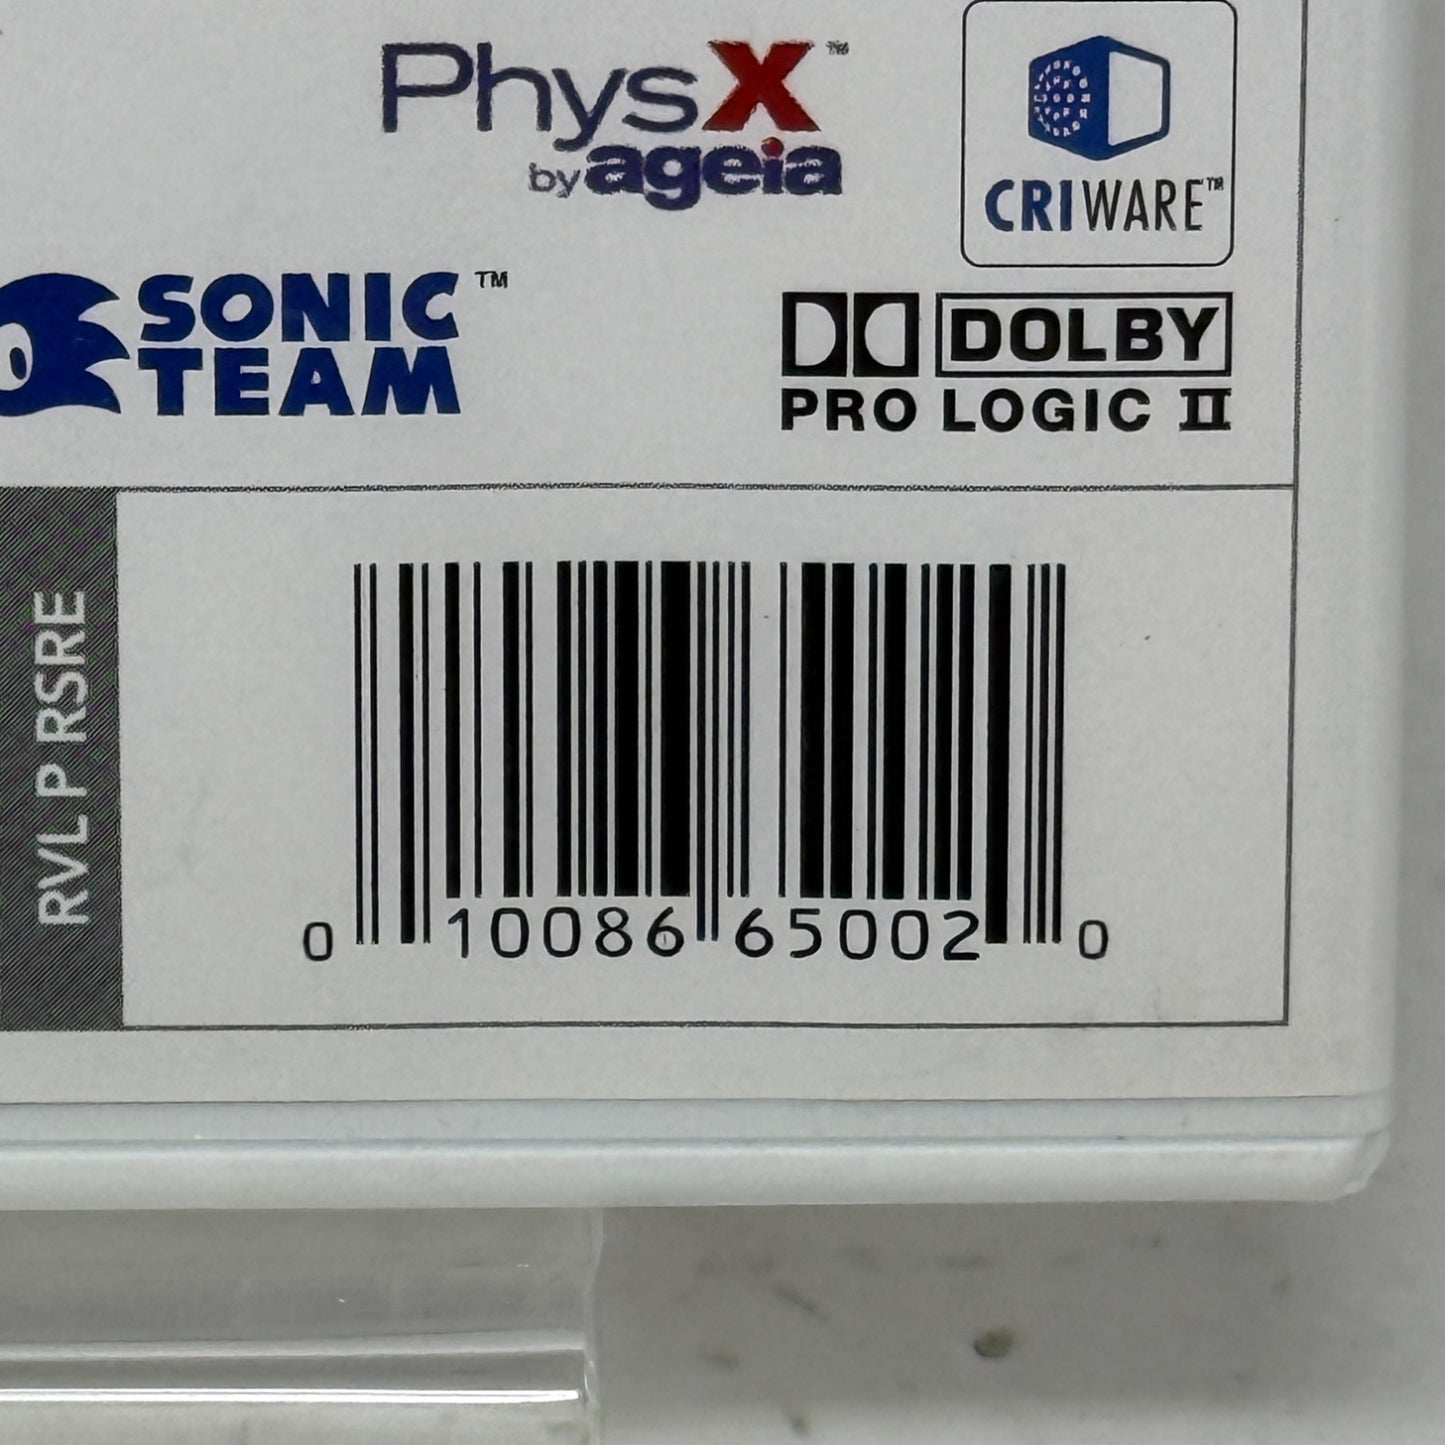 PhysX™
by ageia
CRIWARE™
SONIC™
TEAM
DOLBY
PRO LOGIC II
RVL P RSRE
0 10086 65002 0